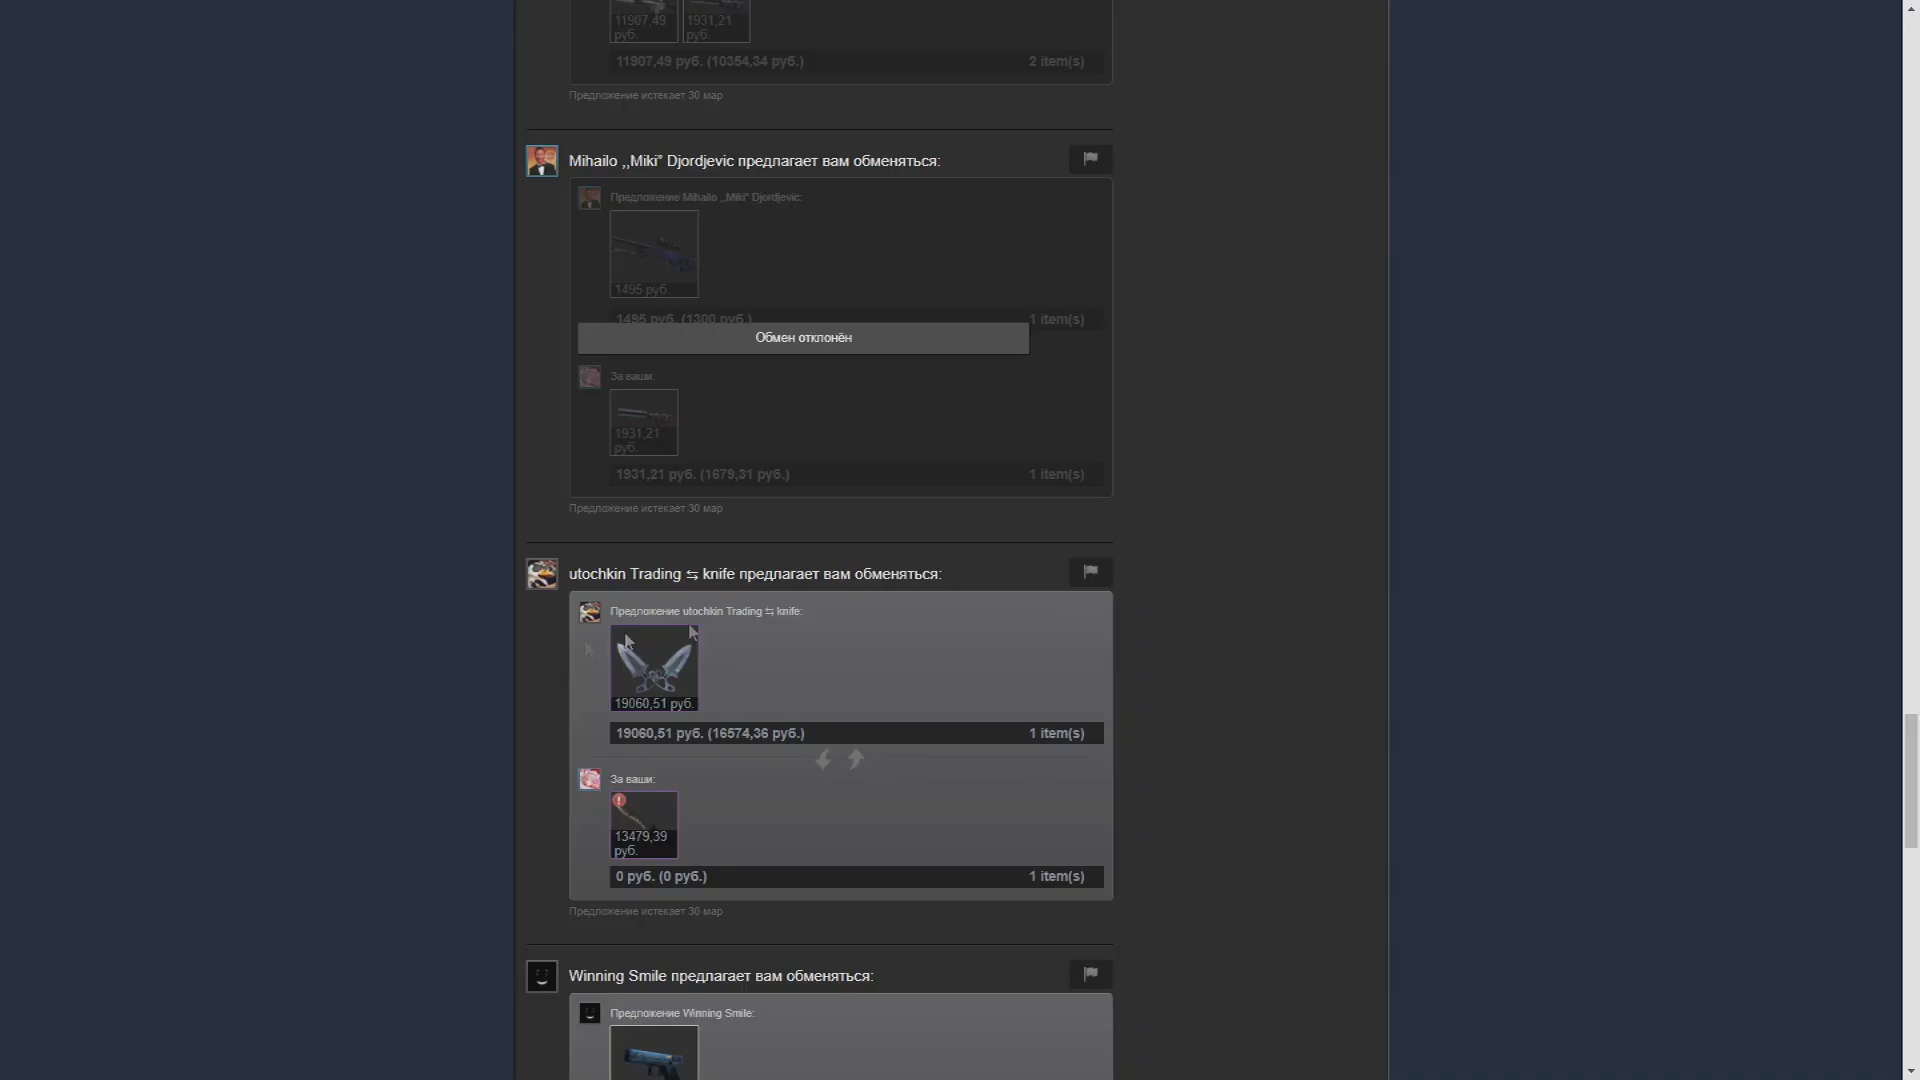 11907,49
руб.
1931,21
руб.
11907,49 руб. (10354,34 руб.)
2 item(s)
Предложение истекает 30 мар
Mihailo ,,Miki" Djordjevic предлагает вам обменяться:
Предложение Mihailo ,,Miki" Djordjevic:
1495 руб.
1495 руб. (1300 руб.)
1 item(s)
Обмен отклонён
За ваши:
1931,21
руб.
1931,21 руб. (1679,31 руб.)
1 item(s)
Предложение истекает 30 мар
utochkin Trading ⇆ knife предлагает вам обменяться:
Предложение utochkin Trading ⇆ knife:
19060,51 руб.
19060,51 руб. (16574,36 руб.)
1 item(s)
За ваши:
13479,39
руб.
0 руб. (0 руб.)
1 item(s)
Предложение истекает 30 мар
Winning Smile предлагает вам обменяться:
Предложение Winning Smile: